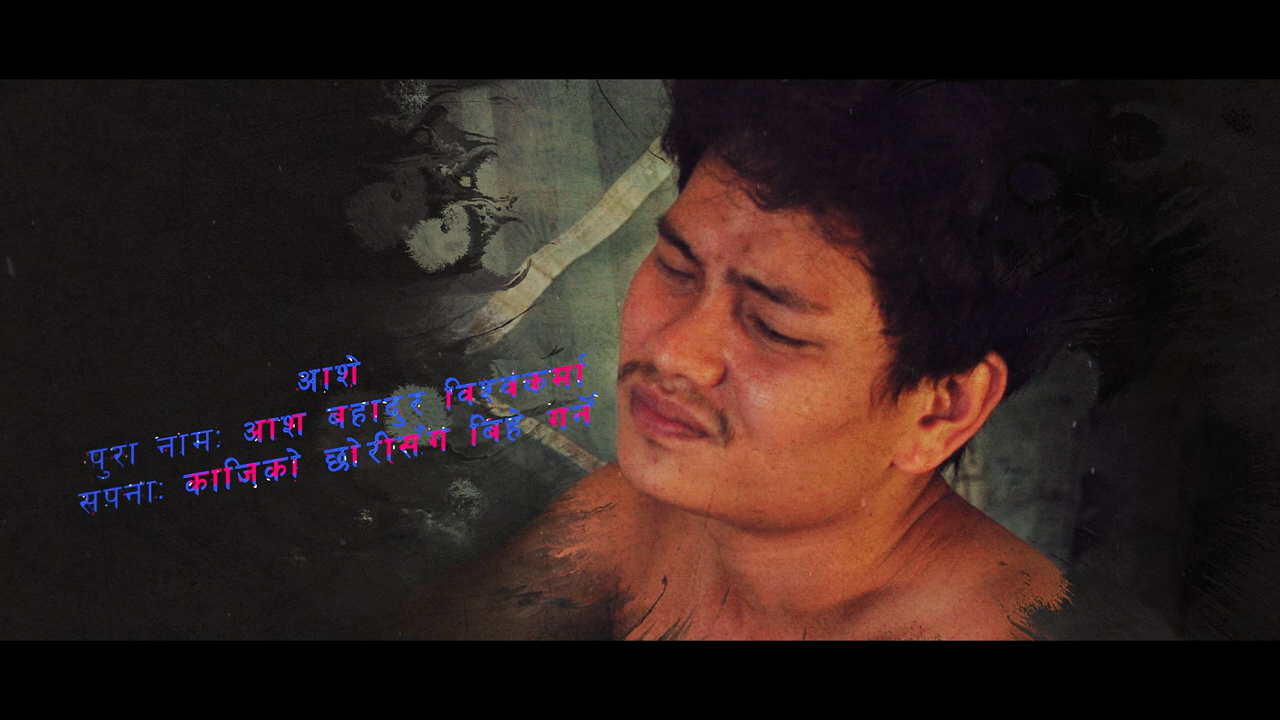 आशे
पुरा नामः आश बहादुर विश्वकर्मा
सपनाः काजिको छोरीसँग बिहे गर्ने